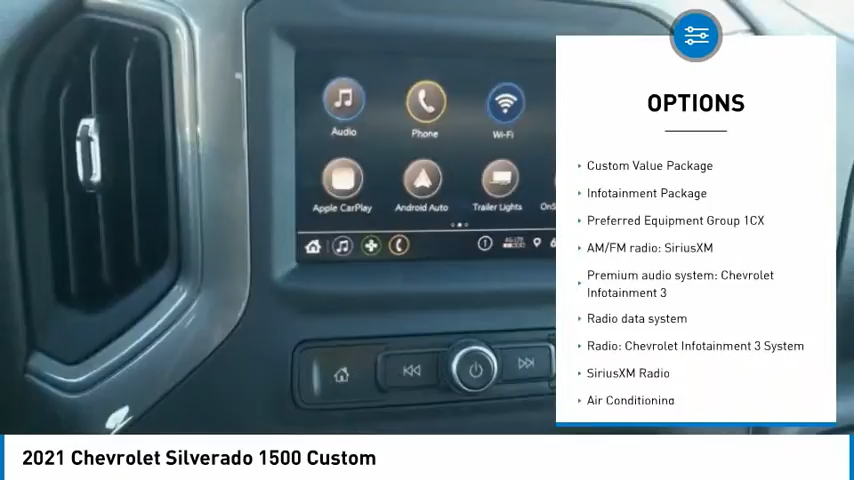 Audio
Phone
Wi-Fi
Apple CarPlay
Android Auto
Trailer Lights
OPTIONS
Custom Value Package
Infotainment Package
Preferred Equipment Group 1CX
AM/FM radio: SiriusXM
Premium audio system: Chevrolet
Infotainment 3
Radio data system
Radio: Chevrolet Infotainment 3 System
SiriusXM Radio
Air Conditioning
2021 Chevrolet Silverado 1500 Custom